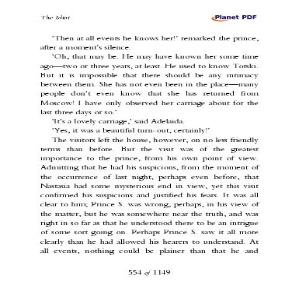 The Idiot
Planet PDF
'Then at all events he knows her!' remarked the prince,
after a moment's silence.
'Oh, that may be. He may have known her some time
ago—two or three years, at least. He used to know Totski.
But it is impossible that there should be any intimacy
between them. She has not even been in the place—many
people don't even know that she has returned from
Moscow! I have only observed her carriage about for the
last three days or so.'
'It's a lovely carriage,' said Adelaida.
'Yes, it was a beautiful turn-out, certainly!'
The visitors left the house, however, on no less friendly
terms than before. But the visit was of the greatest
importance to the prince, from his own point of view.
Admitting that he had his suspicions, from the moment of
the occurrence of last night, perhaps even before, that
Nastasia had some mysterious end in view, yet this visit
confirmed his suspicions and justified his fears. It was all
clear to him; Prince S. was wrong, perhaps, in his view of
the matter, but he was somewhere near the truth, and was
right in so far as that he understood there to be an intrigue
of some sort going on. Perhaps Prince S. saw it all more
clearly than he had allowed his hearers to understand. At
all events, nothing could be plainer than that he and
554 of 1149